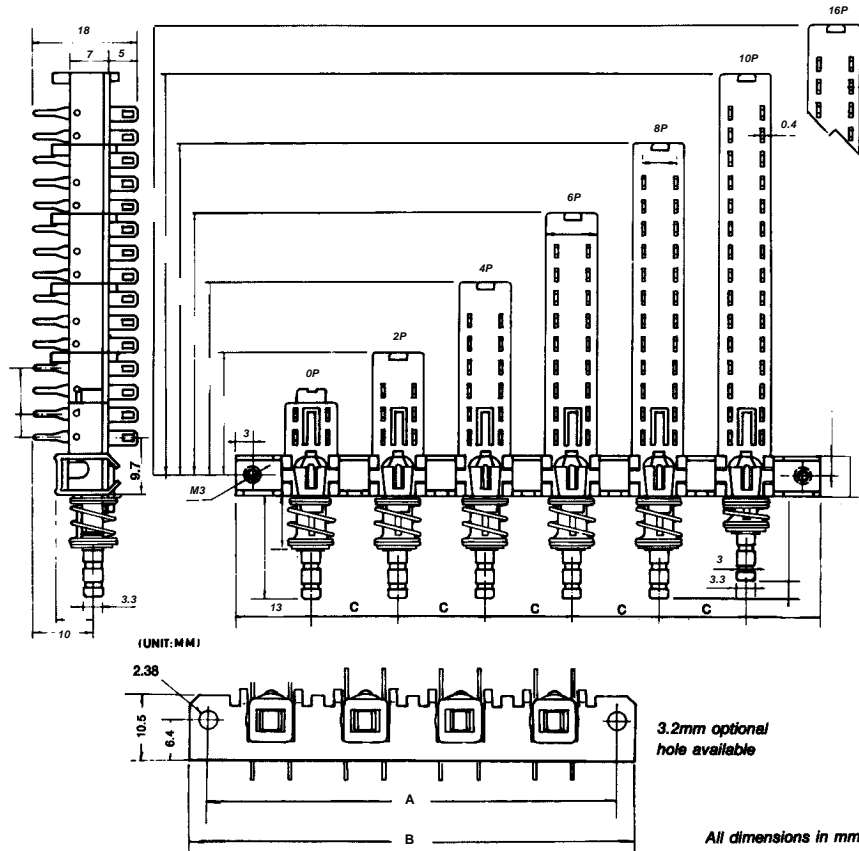 16P
18
7 5
10P
8P
0.4
6P
4P
2P
0P
3
9.7
M3
3
3.3
3.3
13 C C C C C
10
(UNIT:MM)
2.38
10.5
6.4
3.2mm optional
hole available
A
B
All dimensions in mm